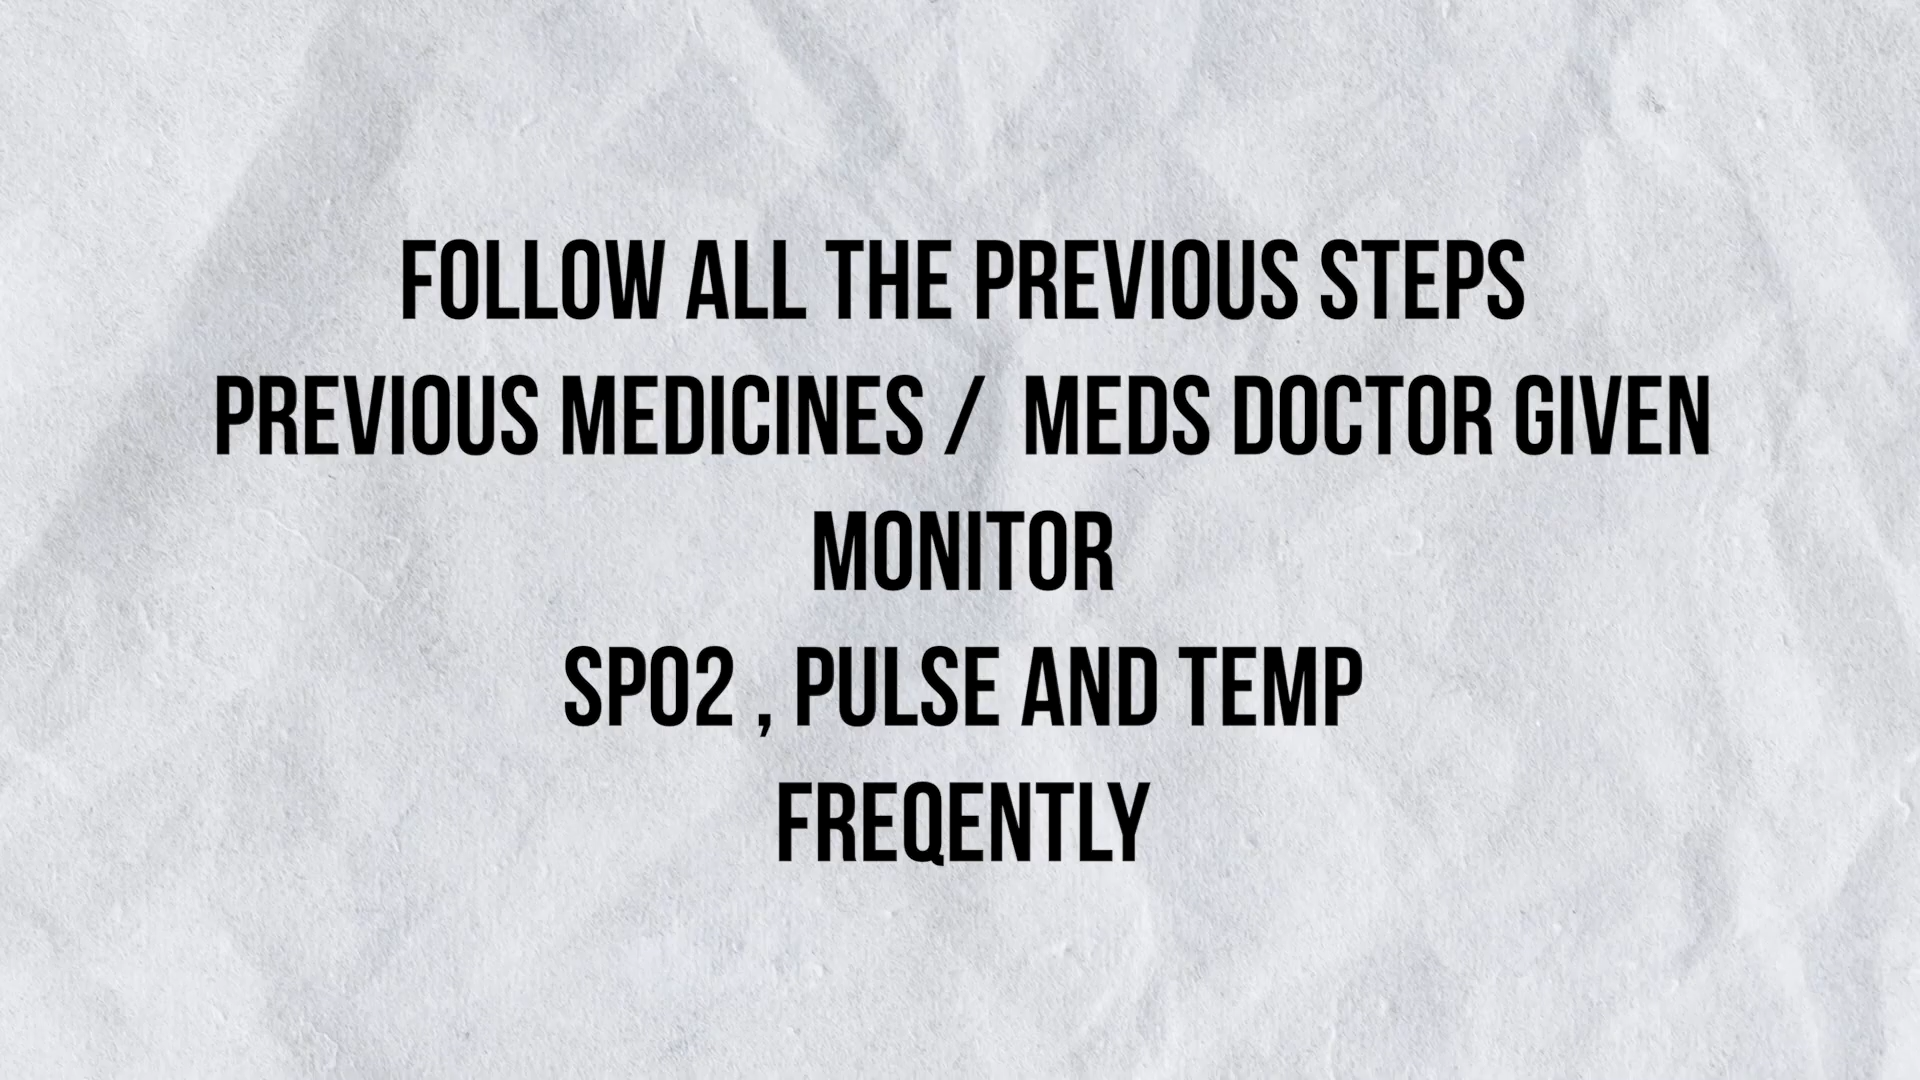 FOLLOW ALL THE PREVIOUS STEPS
PREVIOUS MEDICINES / MEDS DOCTOR GIVEN
MONITOR
SPO2 , PULSE AND TEMP
FREQENTLY